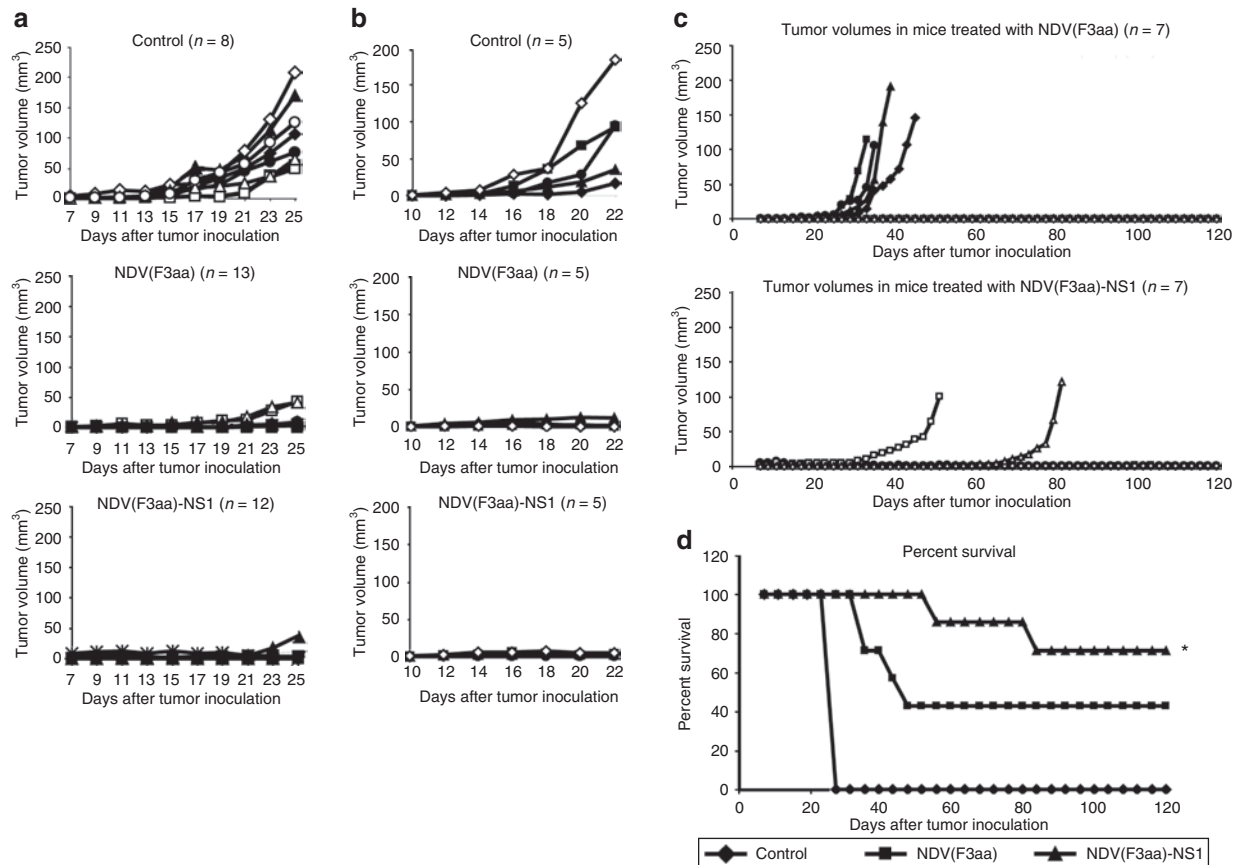 a
Control (n = 8)
Tumor volume (mm3)
250
200
150
100
50
0
7 9 11 13 15 17 19 21 23 25
Days after tumor inoculation
NDV(F3aa) (n = 13)
Tumor volume (mm3)
250
200
150
100
50
0
7 9 11 13 15 17 19 21 23 25
Days after tumor inoculation
NDV(F3aa)-NS1 (n = 12)
Tumor volume (mm3)
250
200
150
100
50
0
7 9 11 13 15 17 19 21 23 25
Days after tumor inoculation
b
Control (n = 5)
Tumor volume (mm3)
200
150
100
50
0
10 12 14 16 18 20 22
Days after tumor inoculation
NDV(F3aa) (n = 5)
Tumor volume (mm3)
200
150
100
50
0
10 12 14 16 18 20 22
Days after tumor inoculation
NDV(F3aa)-NS1 (n = 5)
Tumor volume (mm3)
200
150
100
50
0
10 12 14 16 18 20 22
Days after tumor inoculation
c
Tumor volumes in mice treated with NDV(F3aa) (n = 7)
Tumor volume (mm3)
250
200
150
100
50
0
0 20 40 60 80 100 120
Days after tumor inoculation
Tumor volumes in mice treated with NDV(F3aa)-NS1 (n = 7)
Tumor volume (mm3)
250
200
150
100
50
0
0 20 40 60 80 100 120
Days after tumor inoculation
d
Percent survival
Percent survival
120
100
80
60
40
20
0
*
0 20 40 60 80 100 120
Days after tumor inoculation
Control NDV(F3aa) NDV(F3aa)-NS1